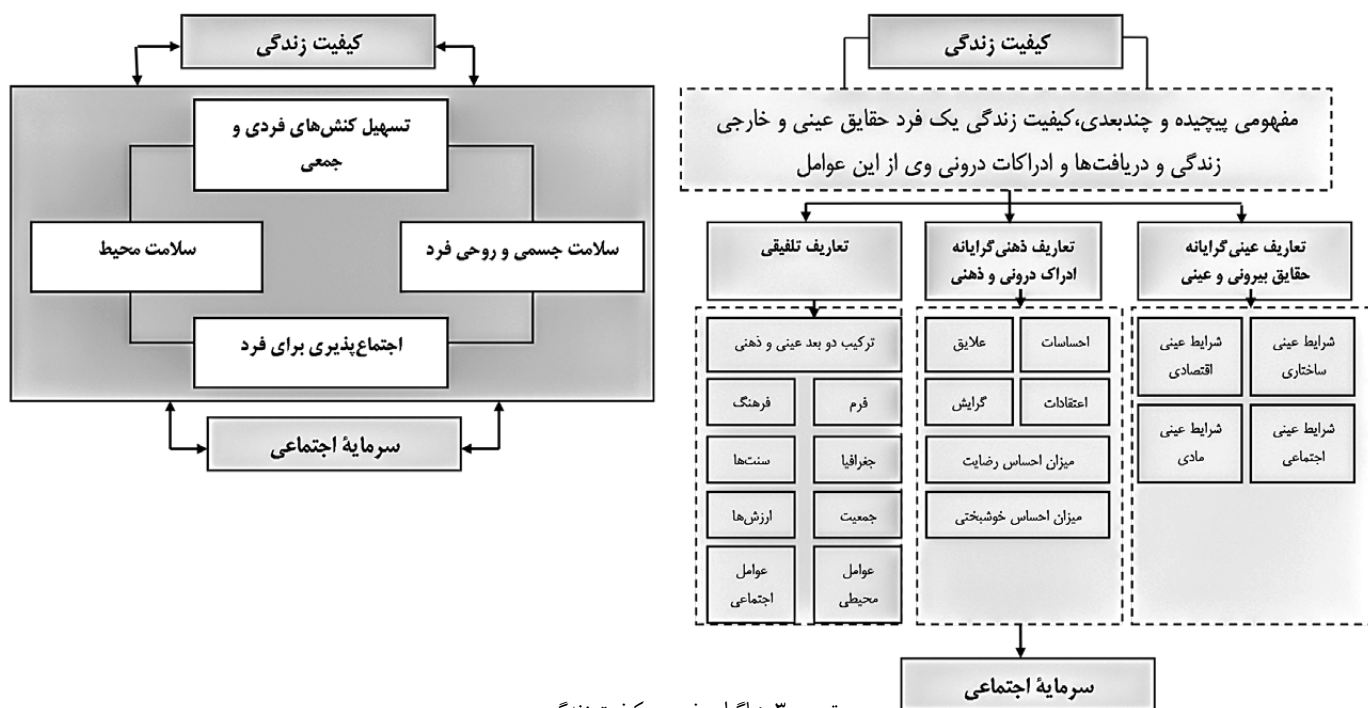 کیفیت زندگی
مفهومی پیچیده و چندبعدی،کیفیت زندگی یک فرد حقایق عینی و خارجی
زندگی و دریافت‌ها و ادراکات درونی وی از این عوامل
تعاریف عینی‌گرایانه
حقایق بیرونی و عینی
شرایط عینی
ساختاری
شرایط عینی
اقتصادی
شرایط عینی
اجتماعی
شرایط عینی
مادی
تعاریف ذهنی‌گرایانه
ادراک درونی و ذهنی
احساسات
علایق
اعتقادات
گرایش
میزان احساس رضایت
میزان احساس خوشبختی
تعاریف تلفیقی
ترکیب دو بعد عینی و ذهنی
فرم
فرهنگ
جغرافیا
سنت‌ها
جمعیت
ارزش‌ها
عوامل
محیطی
عوامل
اجتماعی
سرمایۀ اجتماعی
کیفیت زندگی
تسهیل کنش‌های فردی و
جمعی
سلامت جسمی و روحی فرد
سلامت محیط
اجتماع‌پذیری برای فرد
سرمایۀ اجتماعی